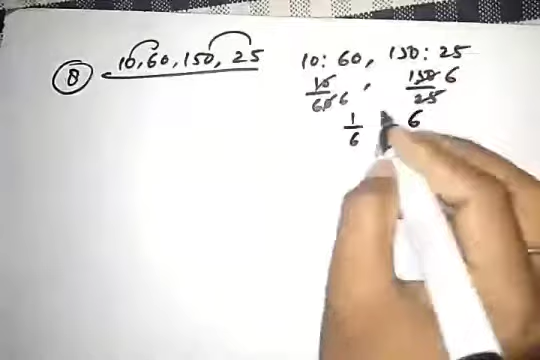 8 10, 60, 150, 25
10 : 60, 150 : 25
10/60 6 , 150 6/25
1/6 6